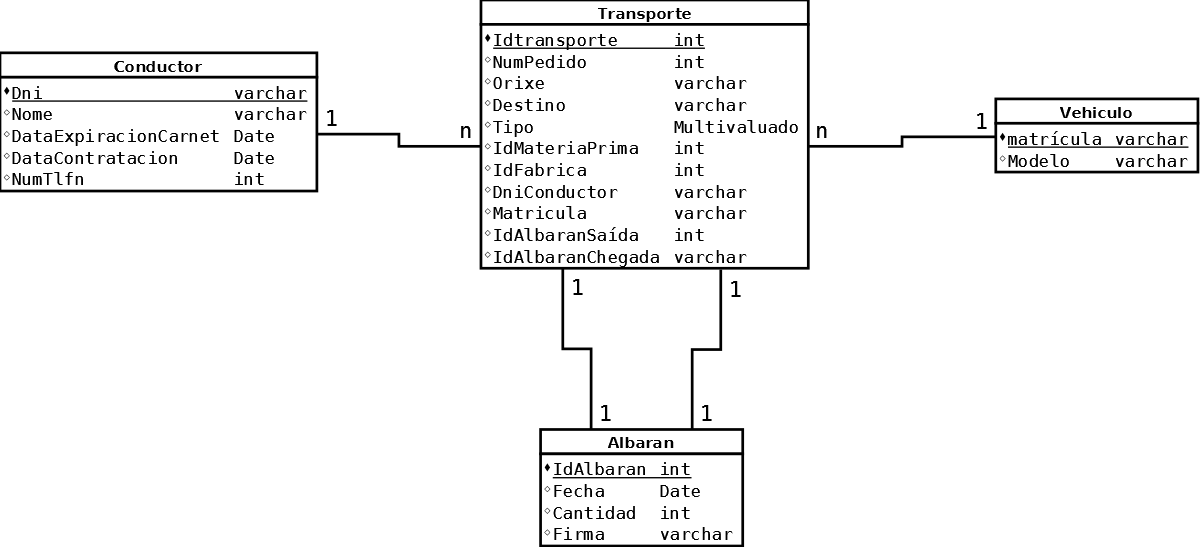 Transporte
Idtransporte int
NumPedido int
Orixe varchar
Destino varchar
Tipo Multivaluado
IdMateriaPrima int
IdFabrica int
DniConductor varchar
Matricula varchar
IdAlbaranSaída int
IdAlbaranChegada varchar
Conductor
Dni varchar
Nome varchar
DataExpiracionCarnet Date
DataContratacion Date
NumTlfn int
1
n
n
1
Vehiculo
matrícula varchar
Modelo varchar
1
1
1
1
Albaran
IdAlbaran int
Fecha Date
Cantidad int
Firma varchar